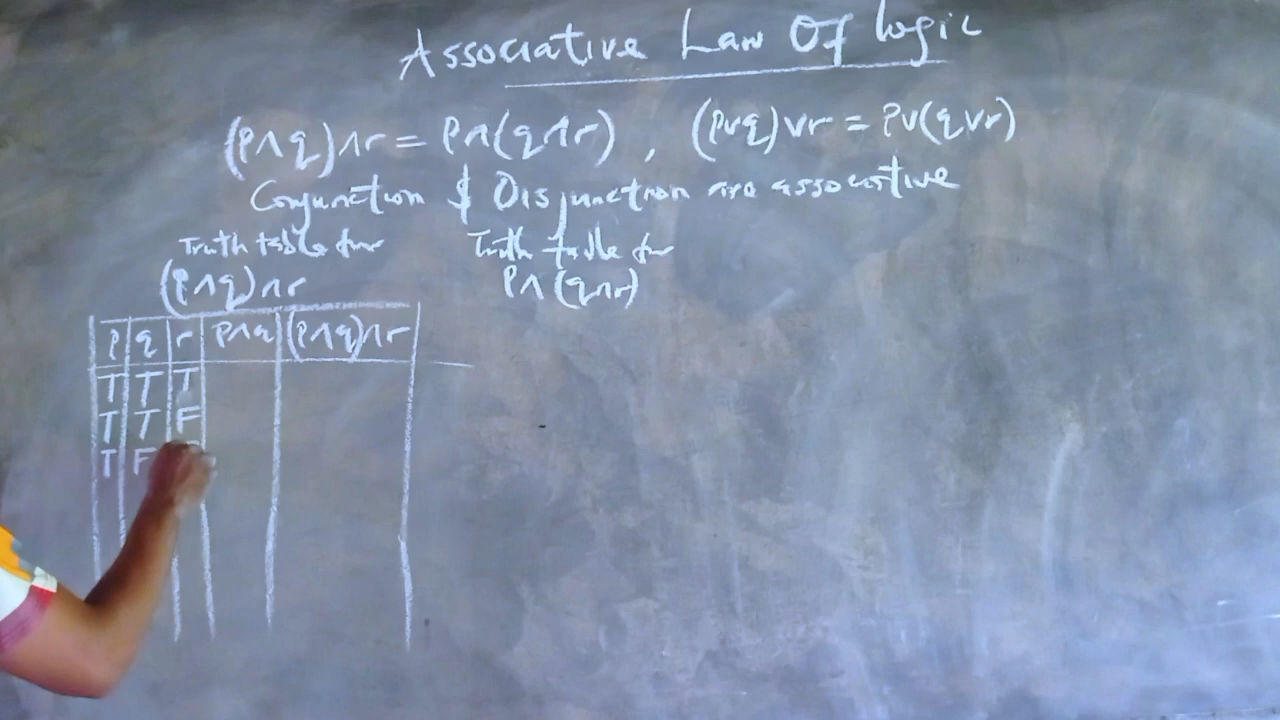 Associative Law Of Logic
(p∧q)∧r = p∧(q∧r) , (p∨q)∨r = p∨(q∨r)
Conjunction & Disjunction are associative
Truth table for
(p∧q)∧r
Truth table for
p∧(q∧r)
p q r p∧q (p∧q)∧r
T T T
T T F
T F